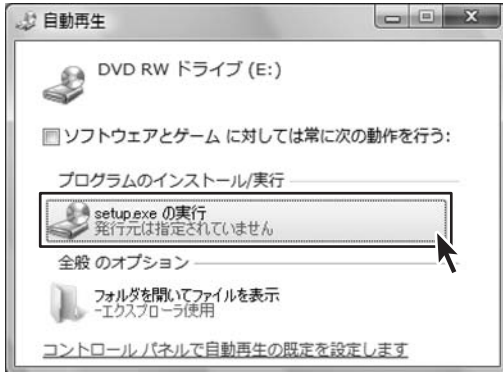 自動再生
DVD RW ドライブ (E:)
ソフトウェアとゲーム に対しては常に次の動作を行う:
プログラムのインストール/実行
setup.exe の実行
発行元は指定されていません
全般 のオプション
フォルダを開いてファイルを表示
-エクスプローラ使用
コントロール パネルで自動再生の既定を設定します